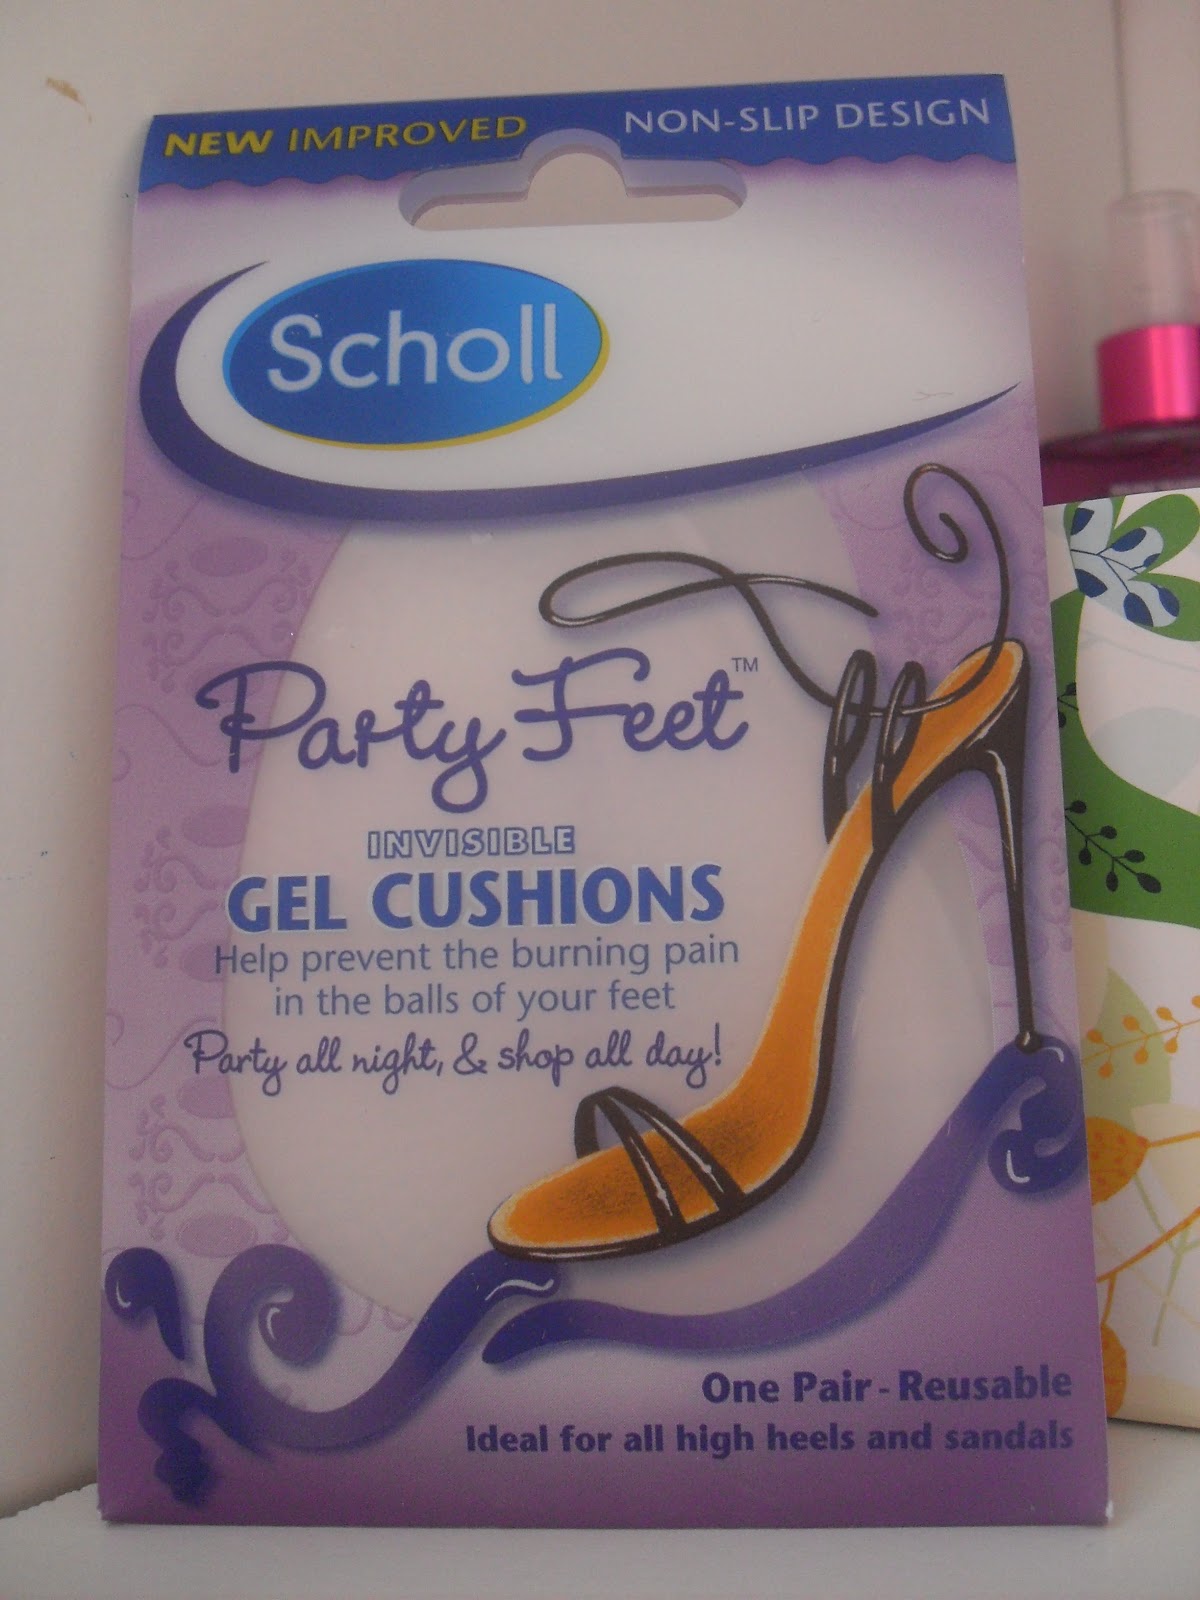 NEW IMPROVED NON-SLIP DESIGN
Scholl
Party Feet™
INVISIBLE
GEL CUSHIONS
Help prevent the burning pain
in the balls of your feet
Party all night, & shop all day!
One Pair - Reusable
Ideal for all high heels and sandals